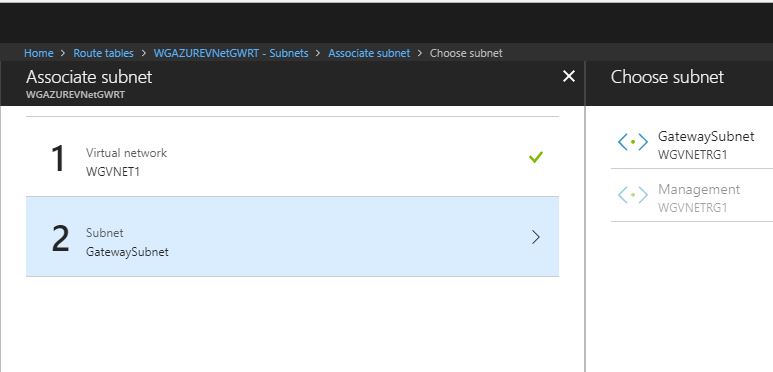 Home > Route tables > WGAZUREVNetGWRT - Subnets > Associate subnet > Choose subnet
Associate subnet
WGAZUREVNetGWRT
1
Virtual network
WGVNET1
2
Subnet
GatewaySubnet
Choose subnet
GatewaySubnet
WGVNETRG1
Management
WGVNETRG1